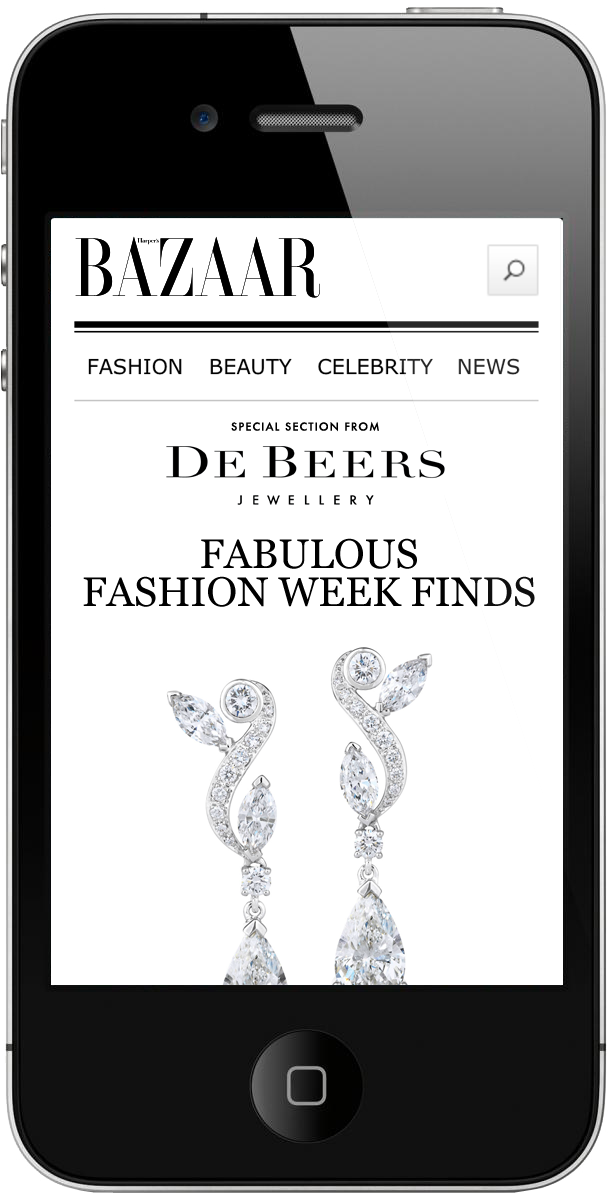 Harper's
BAZAAR
FASHION BEAUTY CELEBRITY NEWS
SPECIAL SECTION FROM
DE BEERS
JEWELLERY
FABULOUS
FASHION WEEK FINDS